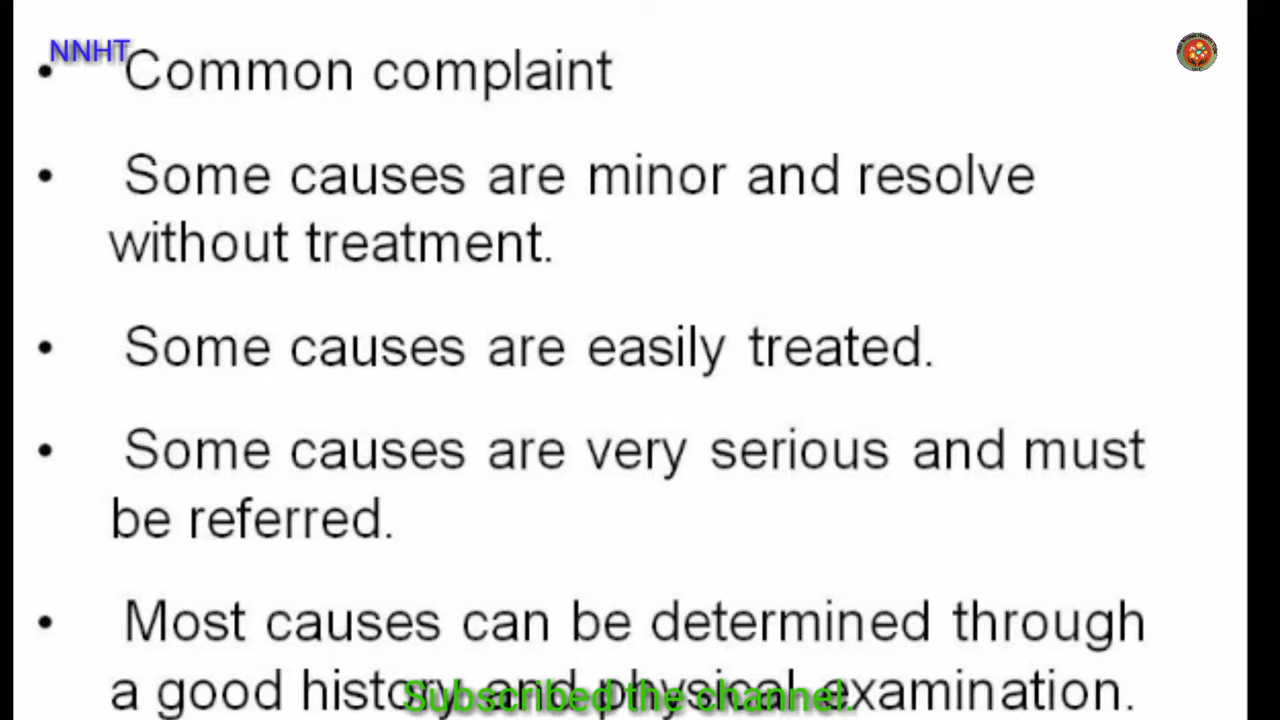 NNHT
• Common complaint
• Some causes are minor and resolve
without treatment.
• Some causes are easily treated.
• Some causes are very serious and must
be referred.
• Most causes can be determined through
a good history and physical examination.
Subscribed the channel.